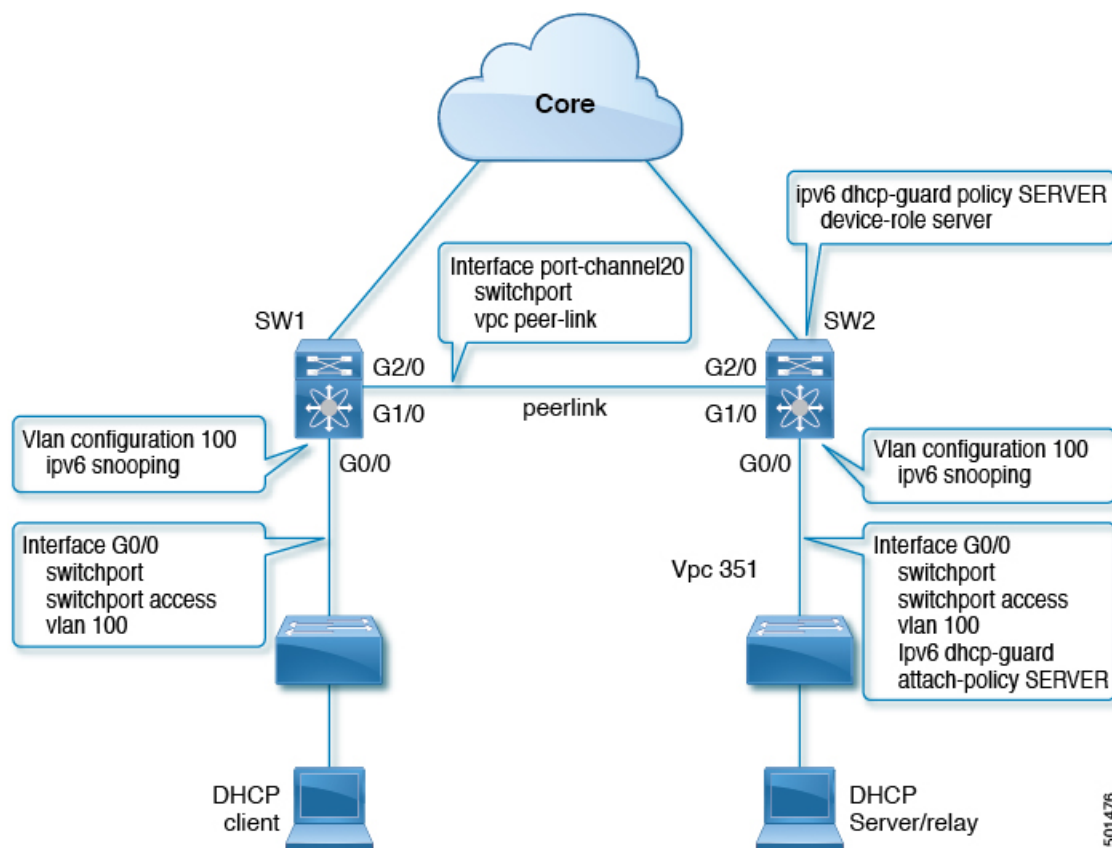 Core
ipv6 dhcp-guard policy SERVER
device-role server
Interface port-channel20
switchport
vpc peer-link
SW1
SW2
G2/0
G2/0
peerlink
G1/0
G1/0
Vlan configuration 100
ipv6 snooping
G0/0
G0/0
Vlan configuration 100
ipv6 snooping
Interface G0/0
switchport
switchport access
vlan 100
Vpc 351
Interface G0/0
switchport
switchport access
vlan 100
Ipv6 dhcp-guard
attach-policy SERVER
DHCP
client
DHCP
Server/relay
501476